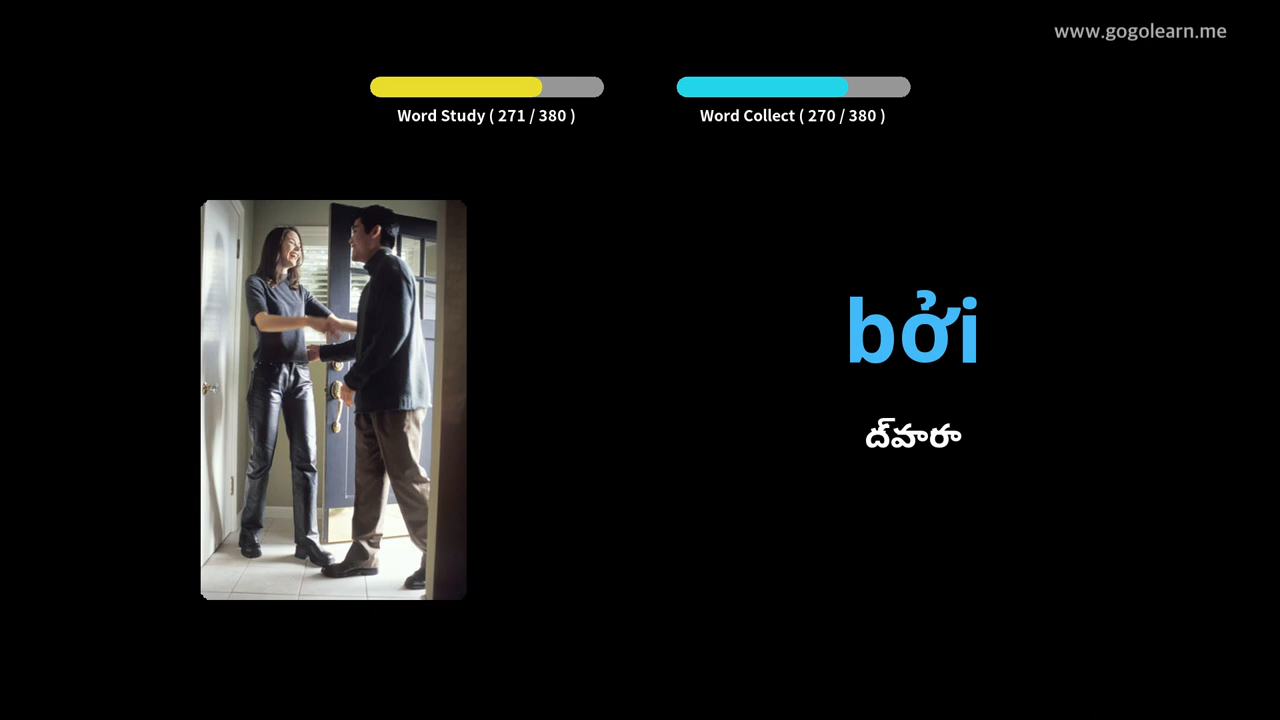 www.gogolearn.me
Word Study ( 271 / 380 )
Word Collect ( 270 / 380 )
bởi
ద్‌వారా